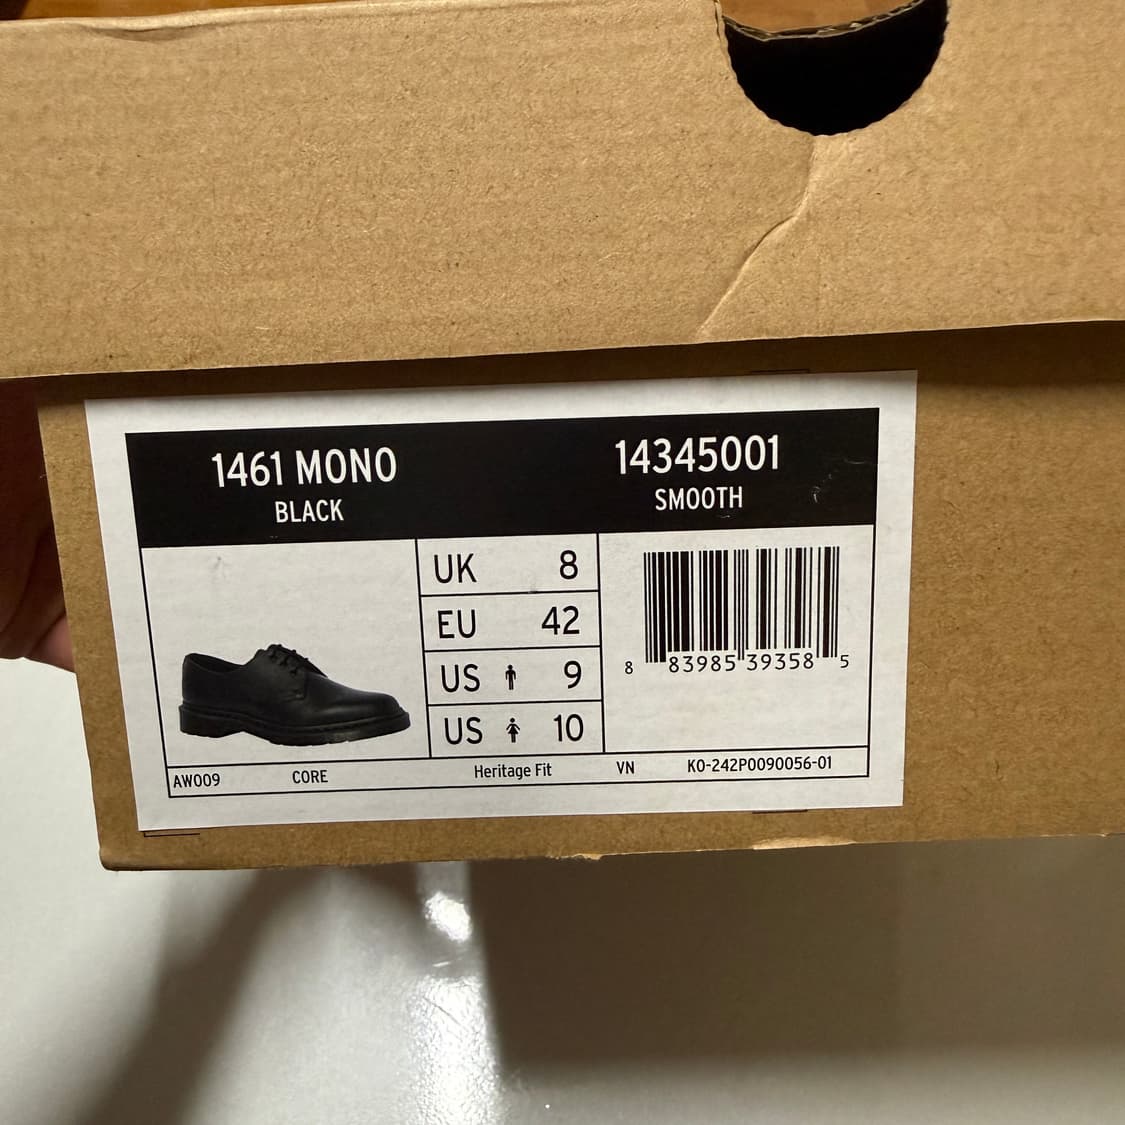 1461 MONO
BLACK
14345001
SMOOTH
UK 8
EU 42
US 9
US 10
8 83985 39358 5
AW009 CORE Heritage Fit VN KO-242P0090056-01